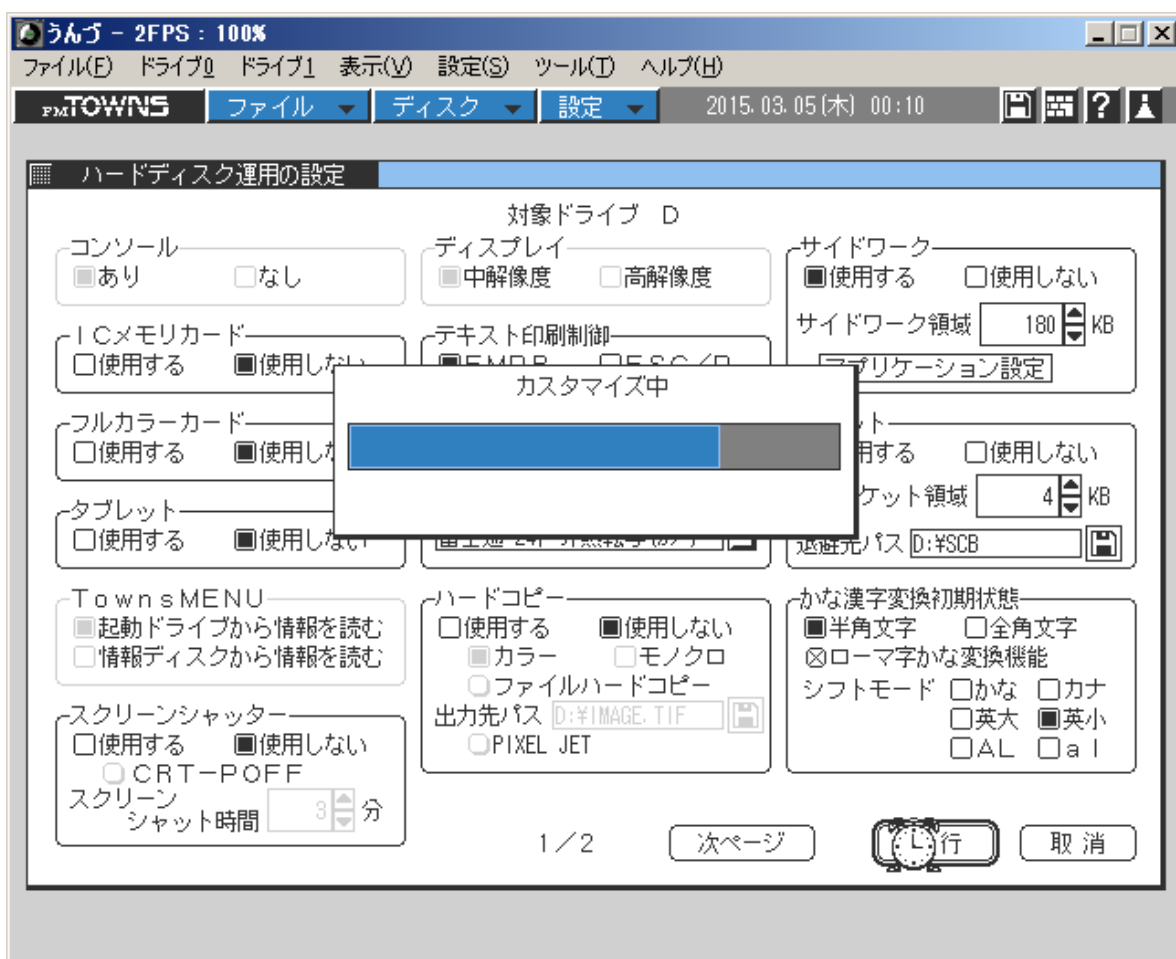 うんづ - 2FPS : 100%
ファイル(F) ドライブ0 ドライブ1 表示(V) 設定(S) ツール(T) ヘルプ(H)
FMTOWNS ファイル ディスク 設定 2015.03.05(木) 00:10 ?
ハードディスク運用の設定
対象ドライブ D
コンソール
あり なし
ICメモリカード
使用する 使用しない
フルカラーカード
使用する 使用しな
タブレット
使用する 使用しない
TownsMENU
起動ドライブから情報を読む
情報ディスクから情報を読む
スクリーンシャッター
使用する 使用しない
CRT-POFF
スクリーン
シャット時間 3 分
ディスプレイ
中解像度 高解像度
テキスト印刷制御
カスタマイズ中
ハードコピー
使用する 使用しない
カラー モノクロ
ファイルハードコピー
出力先パス D:¥IMAGE.TIF
PIXEL JET
サイドワーク
使用する 使用しない
サイドワーク領域 180 KB
アプリケーション設定
ト
用する 使用しない
ケット領域 4 KB
退避先パス D:¥SCB
かな漢字変換初期状態
半角文字 全角文字
ローマ字かな変換機能
シフトモード かな カナ
英大 英小
AL al
1/2 次ページ 行 取 消